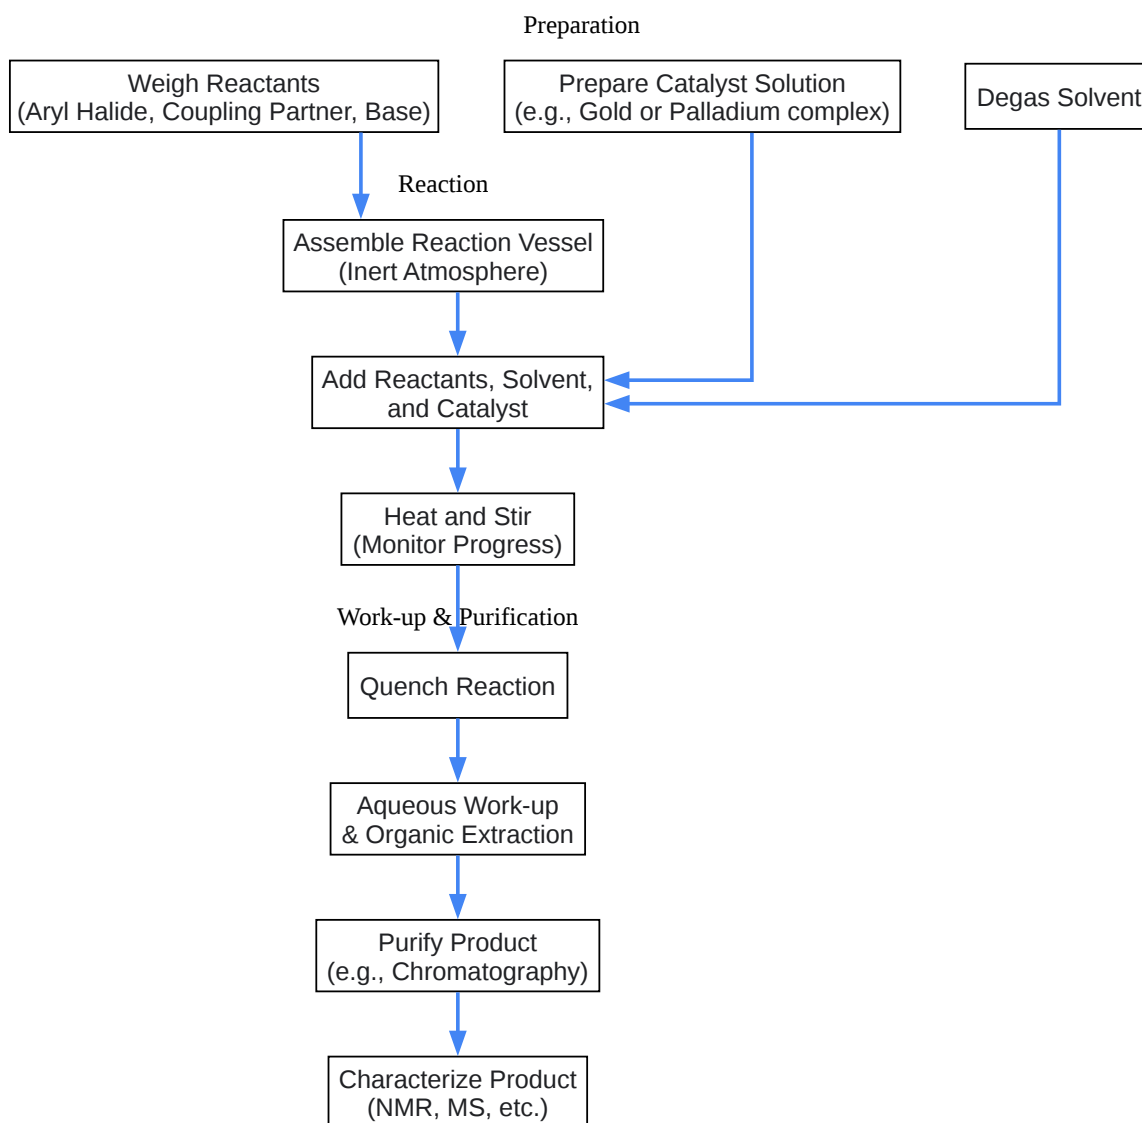 Preparation
Weigh Reactants
(Aryl Halide, Coupling Partner, Base)
Prepare Catalyst Solution
(e.g., Gold or Palladium complex)
Degas Solvent
Reaction
Assemble Reaction Vessel
(Inert Atmosphere)
Add Reactants, Solvent,
and Catalyst
Heat and Stir
(Monitor Progress)
Work-up & Purification
Quench Reaction
Aqueous Work-up
& Organic Extraction
Purify Product
(e.g., Chromatography)
Characterize Product
(NMR, MS, etc.)